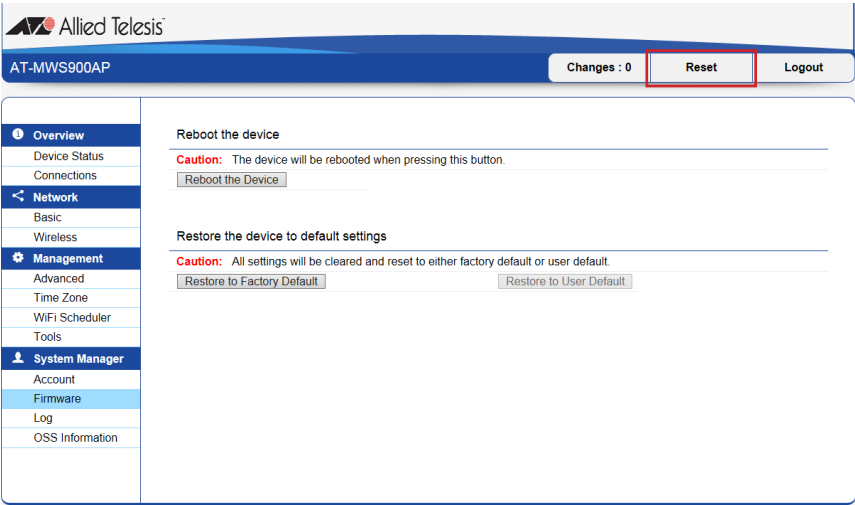 Allied Telesis™
AT-MWS900AP
Changes : 0
Reset
Logout
Overview
Device Status
Connections
Network
Basic
Wireless
Management
Advanced
Time Zone
WiFi Scheduler
Tools
System Manager
Account
Firmware
Log
OSS Information
Reboot the device
Caution: The device will be rebooted when pressing this button.
Reboot the Device
Restore the device to default settings
Caution: All settings will be cleared and reset to either factory default or user default.
Restore to Factory Default
Restore to User Default